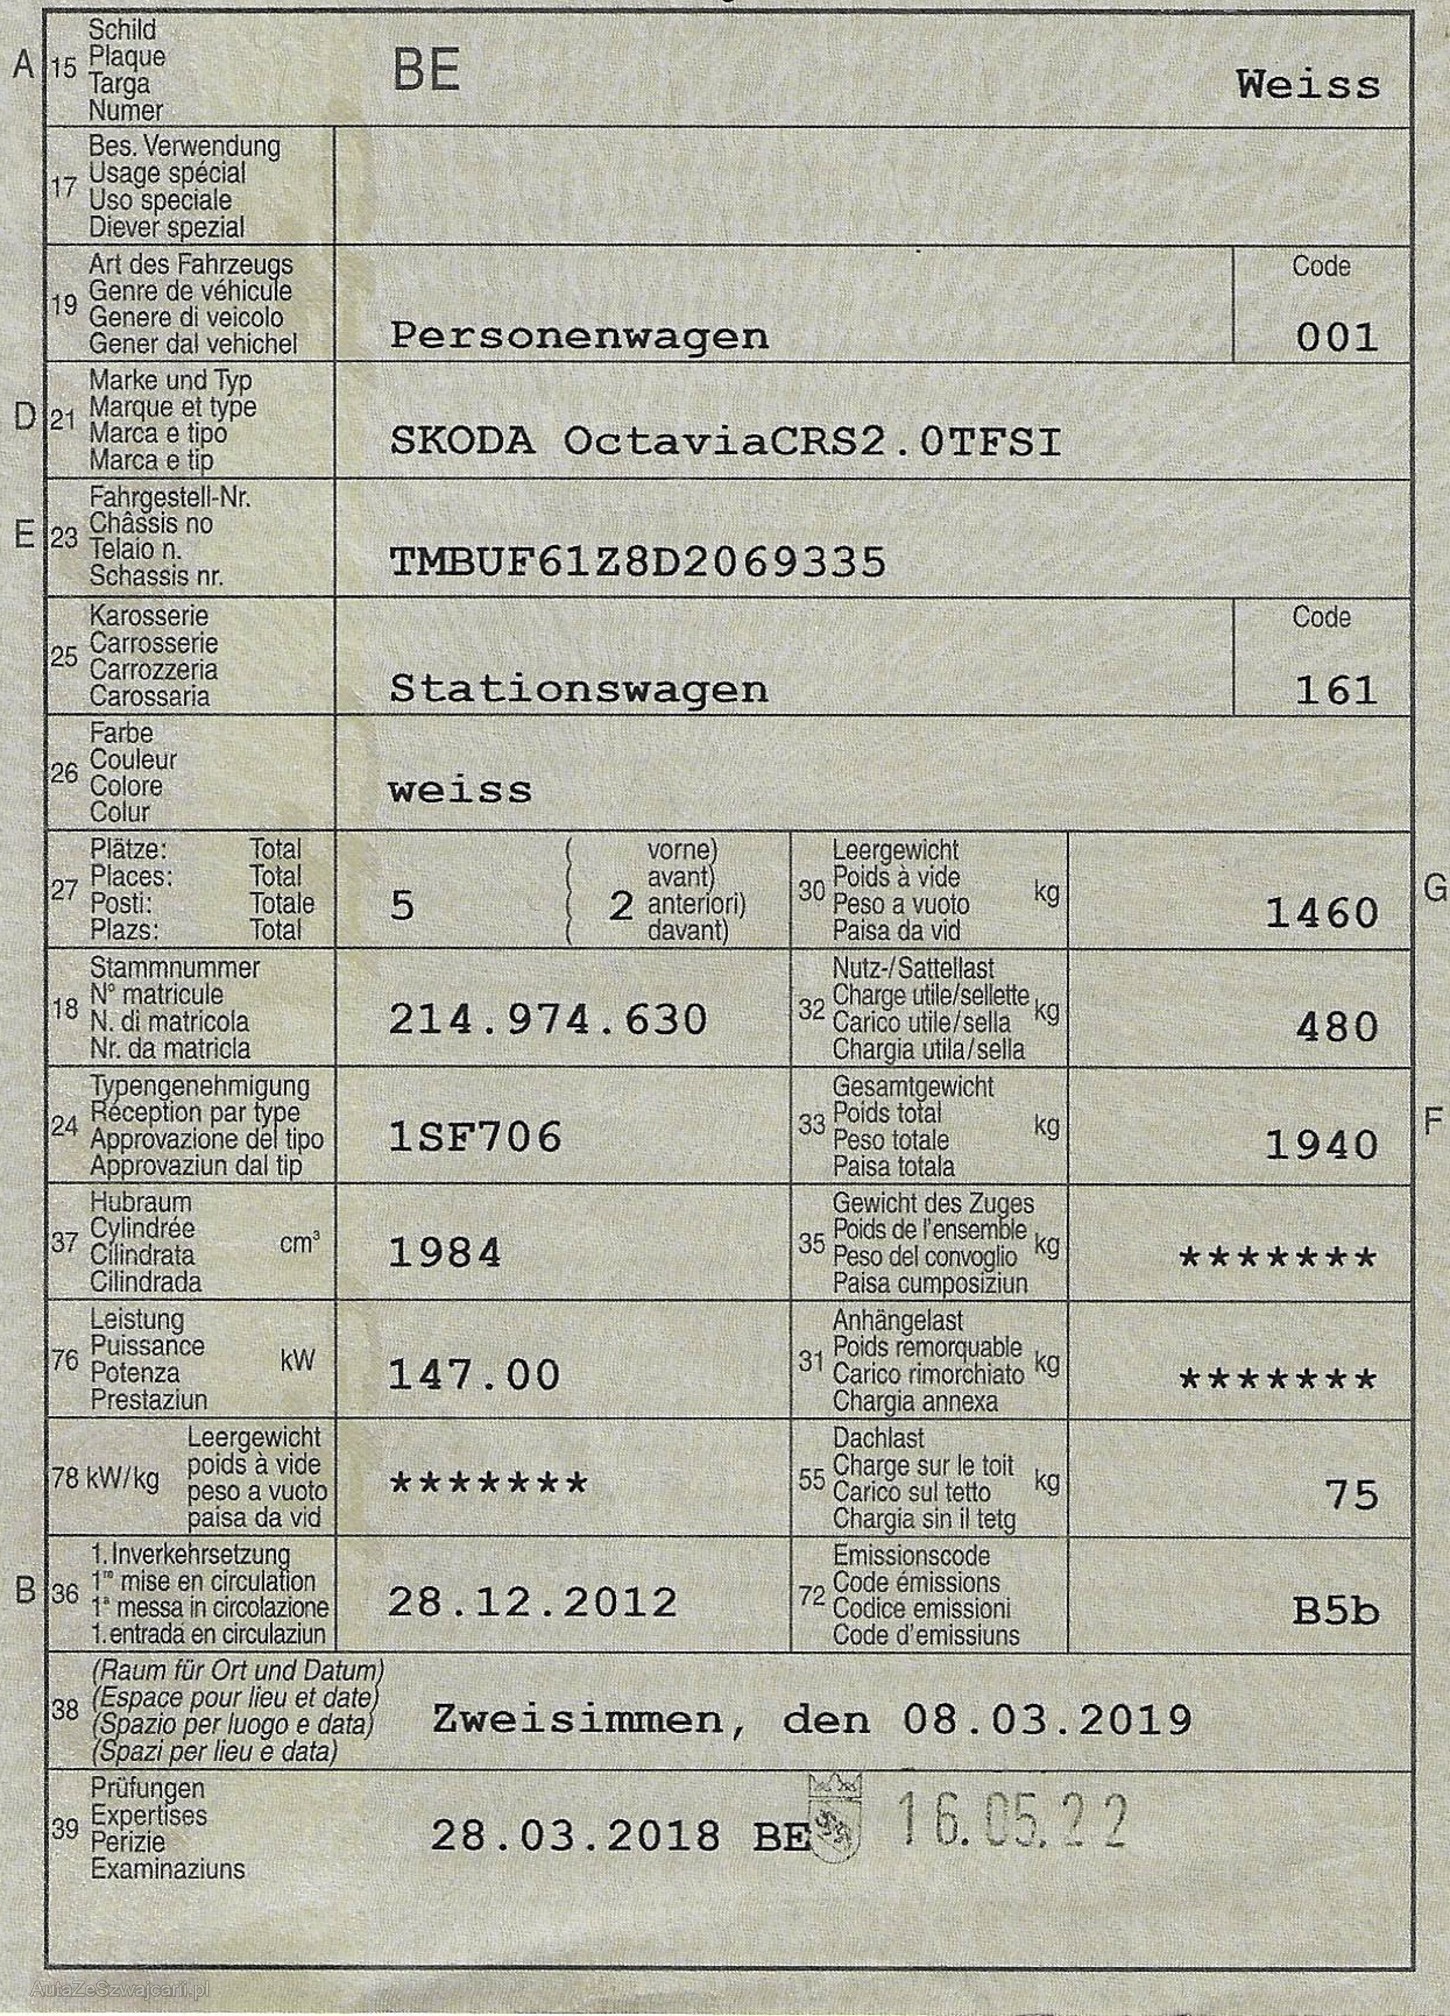 A 15 Schild
Plaque
Targa
Numer
BE Weiss
17 Bes. Verwendung
Usage spécial
Uso speciale
Diever spezial
19 Art des Fahrzeugs
Genre de véhicule
Genere di veicolo
Gener dal vehichel
Personenwagen
Code
001
D 21 Marke und Typ
Marque et type
Marca e tipo
Marca e tip
SKODA OctaviaCRS2.0TFSI
E 23 Fahrgestell-Nr.
Châssis no
Telaio n.
Schassis nr.
TMBUF61Z8D2069335
25 Karosserie
Carrosserie
Carrozzeria
Carossaria
Stationswagen
Code
161
26 Farbe
Couleur
Colore
Colur
weiss
27 Plätze: Total
Places: Total
Posti: Totale
Plazs: Total
5
( vorne)
( avant)
( 2 anteriori)
( davant)
30 Leergewicht
Poids à vide
Peso a vuoto
Paisa da vid
kg
1460
G
18 Stammnummer
N° matricule
N. di matricola
Nr. da matricla
214.974.630
32 Nutz-/Sattellast
Charge utile/sellette
Carico utile/sella
Chargia utila/sella
kg
480
24 Typengenehmigung
Réception par type
Approvazione del tipo
Approvaziun dal tip
1SF706
33 Gesamtgewicht
Poids total
Peso totale
Paisa totala
kg
1940
F
37 Hubraum
Cylindrée
Cilindrata
Cilindrada
cm³
1984
35 Gewicht des Zuges
Poids de l'ensemble
Peso del convoglio
Paisa cumposiziun
kg
*******
76 Leistung
Puissance
Potenza
Prestaziun
kW
147.00
31 Anhängelast
Poids remorquable
Carico rimorchiato
Chargia annexa
kg
*******
78 kW/kg Leergewicht
poids à vide
peso a vuoto
paisa da vid
*******
55 Dachlast
Charge sur le toit
Carico sul tetto
Chargia sin il tetg
kg
75
B 36 1. Inverkehrsetzung
1re mise en circulation
1a messa in circolazione
1. entrada en circulaziun
28.12.2012
72 Emissionscode
Code émissions
Codice emissioni
Code d'emissiuns
B5b
38 (Raum für Ort und Datum)
(Espace pour lieu et date)
(Spazio per luogo e data)
(Spazi per lieu e data)
Zweisimmen, den 08.03.2019
39 Prüfungen
Expertises
Perizie
Examinaziuns
28.03.2018 BE 16.05.22
AutaZeSzwajcarii.pl